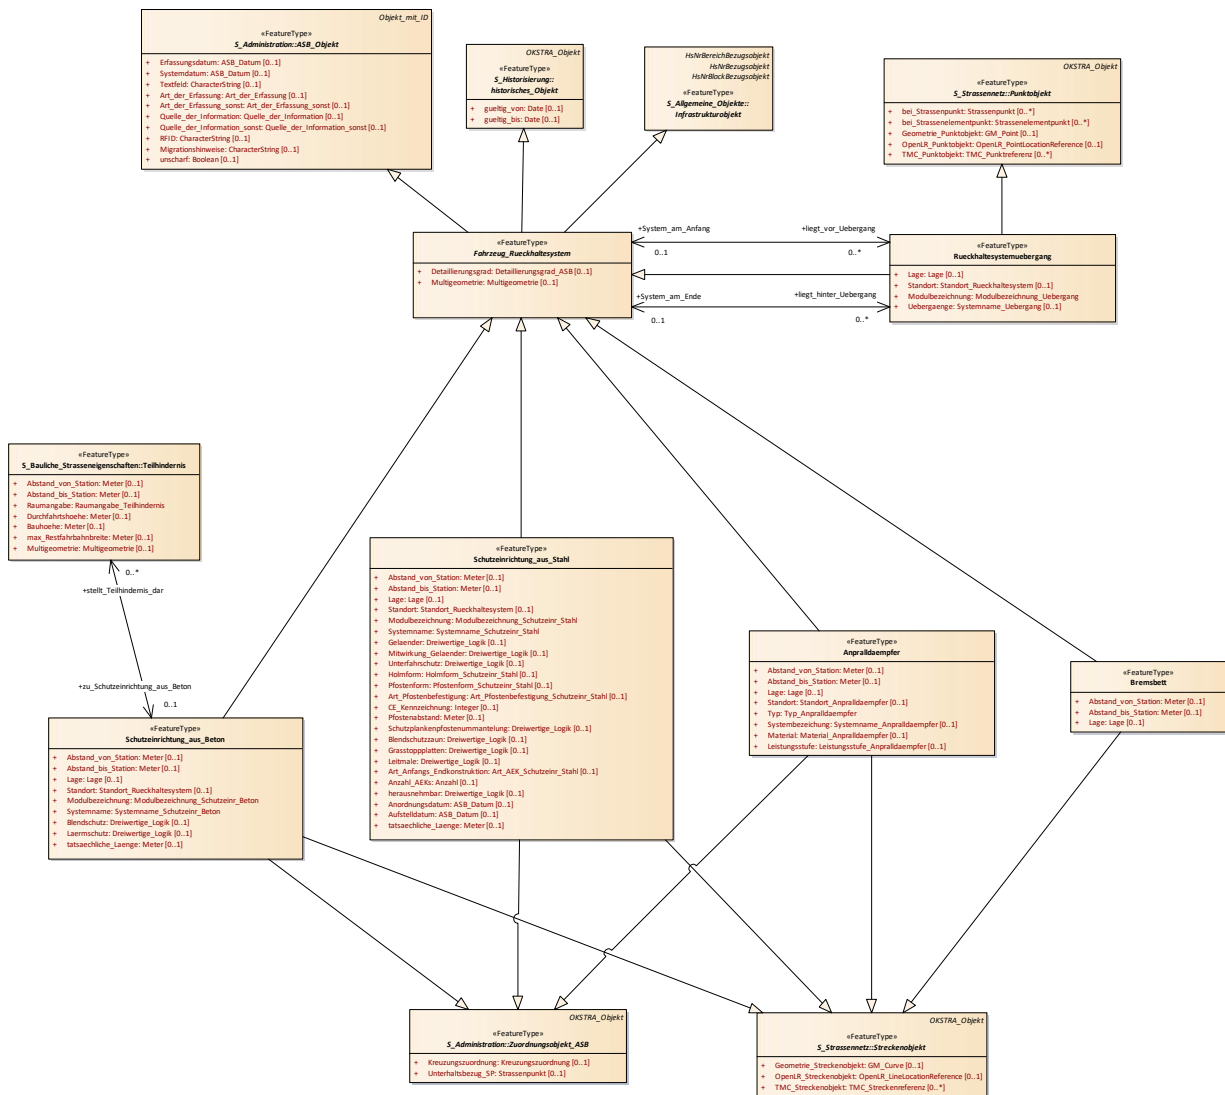 Objekt_mit_ID
«FeatureType»
S_Administration::ASB_Objekt
+ Erfassungsdatum: ASB_Datum [0..1]
+ Systemdatum: ASB_Datum [0..1]
+ Textfeld: CharacterString [0..1]
+ Art_der_Erfassung: Art_der_Erfassung [0..1]
+ Art_der_Erfassung_sonst: Art_der_Erfassung_sonst [0..1]
+ Quelle_der_Information: Quelle_der_Information [0..1]
+ Quelle_der_Information_sonst: Quelle_der_Information_sonst [0..1]
+ RFID: CharacterString [0..1]
+ Migrationshinweise: CharacterString [0..1]
+ unscharf: Boolean [0..1]
OKSTRA_Objekt
«FeatureType»
S_Historisierung::
historisches_Objekt
+ gueltig_von: Date [0..1]
+ gueltig_bis: Date [0..1]
HsNrBereichBezugsobjekt
HsNrBezugsobjekt
HsNrBlockBezugsobjekt
«FeatureType»
S_Allgemeine_Objekte::
Infrastrukturobjekt
OKSTRA_Objekt
«FeatureType»
S_Strassennetz::Punktobjekt
+ bei_Strassenpunkt: Strassenpunkt [0..*]
+ bei_Strassenelementpunkt: Strassenelementpunkt [0..*]
+ Geometrie_Punktobjekt: GM_Point [0..1]
+ OpenLR_Punktobjekt: OpenLR_PointLocationReference [0..1]
+ TMC_Punktobjekt: TMC_Punktreferenz [0..*]
«FeatureType»
Fahrzeug_Rueckhaltesystem
+ Detaillierungsgrad: Detaillierungsgrad_ASB [0..1]
+ Multigeometrie: Multigeometrie [0..1]
+System_am_Anfang
0..1
+liegt_vor_Uebergang
0..*
+System_am_Ende
0..1
+liegt_hinter_Uebergang
0..*
«FeatureType»
Rueckhaltesystemuebergang
+ Lage: Lage [0..1]
+ Standort: Standort_Rueckhaltesystem [0..1]
+ Modulbezeichnung: Modulbezeichnung_Uebergang
+ Uebergaenge: Systemname_Uebergang [0..1]
«FeatureType»
S_Bauliche_Strasseneigenschaften::Teilhindernis
+ Abstand_von_Station: Meter [0..1]
+ Abstand_bis_Station: Meter [0..1]
+ Raumangabe: Raumangabe_Teilhindernis
+ Durchfahrtshoehe: Meter [0..1]
+ Bauhoehe: Meter [0..1]
+ max_Restfahrbahnbreite: Meter [0..1]
+ Multigeometrie: Multigeometrie [0..1]
0..*
+stellt_Teilhindernis_dar
+zu_Schutzeinrichtung_aus_Beton
0..1
«FeatureType»
Schutzeinrichtung_aus_Beton
+ Abstand_von_Station: Meter [0..1]
+ Abstand_bis_Station: Meter [0..1]
+ Lage: Lage [0..1]
+ Standort: Standort_Rueckhaltesystem [0..1]
+ Modulbezeichnung: Modulbezeichnung_Schutzeinr_Beton
+ Systemname: Systemname_Schutzeinr_Beton
+ Blendschutz: Dreiwertige_Logik [0..1]
+ Laermschutz: Dreiwertige_Logik [0..1]
+ tatsaechliche_Laenge: Meter [0..1]
«FeatureType»
Schutzeinrichtung_aus_Stahl
+ Abstand_von_Station: Meter [0..1]
+ Abstand_bis_Station: Meter [0..1]
+ Lage: Lage [0..1]
+ Standort: Standort_Rueckhaltesystem [0..1]
+ Modulbezeichnung: Modulbezeichnung_Schutzeinr_Stahl
+ Systemname: Systemname_Schutzeinr_Stahl
+ Gelaender: Dreiwertige_Logik [0..1]
+ Mitwirkung_Gelaender: Dreiwertige_Logik [0..1]
+ Unterfahrschutz: Dreiwertige_Logik [0..1]
+ Holmform: Holmform_Schutzeinr_Stahl [0..1]
+ Pfostenform: Pfostenform_Schutzeinr_Stahl [0..1]
+ Art_Pfostenbefestigung: Art_Pfostenbefestigung_Schutzeinr_Stahl [0..1]
+ CE_Kennzeichnung: Integer [0..1]
+ Pfostenabstand: Meter [0..1]
+ Schutzplankenpfostenummantelung: Dreiwertige_Logik [0..1]
+ Blendschutzzaun: Dreiwertige_Logik [0..1]
+ Grasstoppplatten: Dreiwertige_Logik [0..1]
+ Leitmale: Dreiwertige_Logik [0..1]
+ Art_Anfangs_Endkonstruktion: Art_AEK_Schutzeinr_Stahl [0..1]
+ Anzahl_AEKs: Anzahl [0..1]
+ herausnehmbar: Dreiwertige_Logik [0..1]
+ Anordnungsdatum: ASB_Datum [0..1]
+ Aufstelldatum: ASB_Datum [0..1]
+ tatsaechliche_Laenge: Meter [0..1]
«FeatureType»
Anpralldaempfer
+ Abstand_von_Station: Meter [0..1]
+ Abstand_bis_Station: Meter [0..1]
+ Lage: Lage [0..1]
+ Standort: Standort_Anpralldaempfer [0..1]
+ Typ: Typ_Anpralldaempfer
+ Systembezeichung: Systemname_Anpralldaempfer [0..1]
+ Material: Material_Anpralldaempfer [0..1]
+ Leistungsstufe: Leistungsstufe_Anpralldaempfer [0..1]
«FeatureType»
Bremsbett
+ Abstand_von_Station: Meter [0..1]
+ Abstand_bis_Station: Meter [0..1]
+ Lage: Lage [0..1]
OKSTRA_Objekt
«FeatureType»
S_Administration::Zuordnungsobjekt_ASB
+ Kreuzungszuordnung: Kreuzungszuordnung [0..1]
+ Unterhaltsbezug_SP: Strassenpunkt [0..1]
OKSTRA_Objekt
«FeatureType»
S_Strassennetz::Streckenobjekt
+ Geometrie_Streckenobjekt: GM_Curve [0..1]
+ OpenLR_Streckenobjekt: OpenLR_LineLocationReference [0..1]
+ TMC_Streckenobjekt: TMC_Streckenreferenz [0..*]